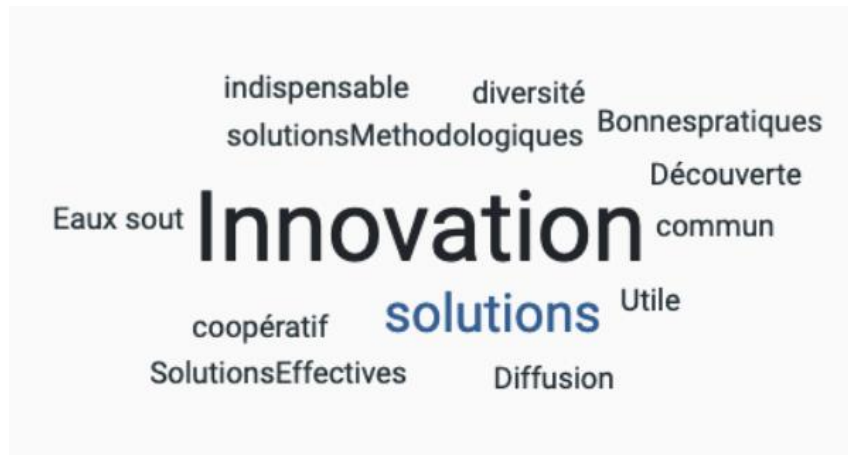 indispensable
diversité
solutionsMethodologiques
Bonnespratiques
Découverte
Eaux sout
Innovation
commun
solutions
Utile
coopératif
SolutionsEffectives
Diffusion